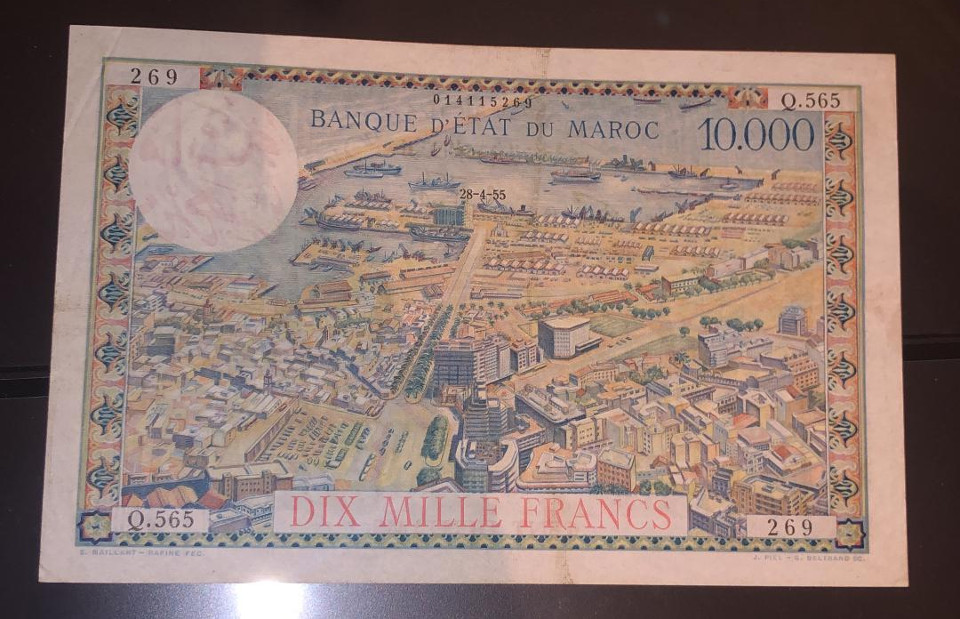 269
014115269
Q.565
BANQUE D'ÉTAT DU MAROC
10.000
28-4-55
Q.565
DIX MILLE FRANCS
269